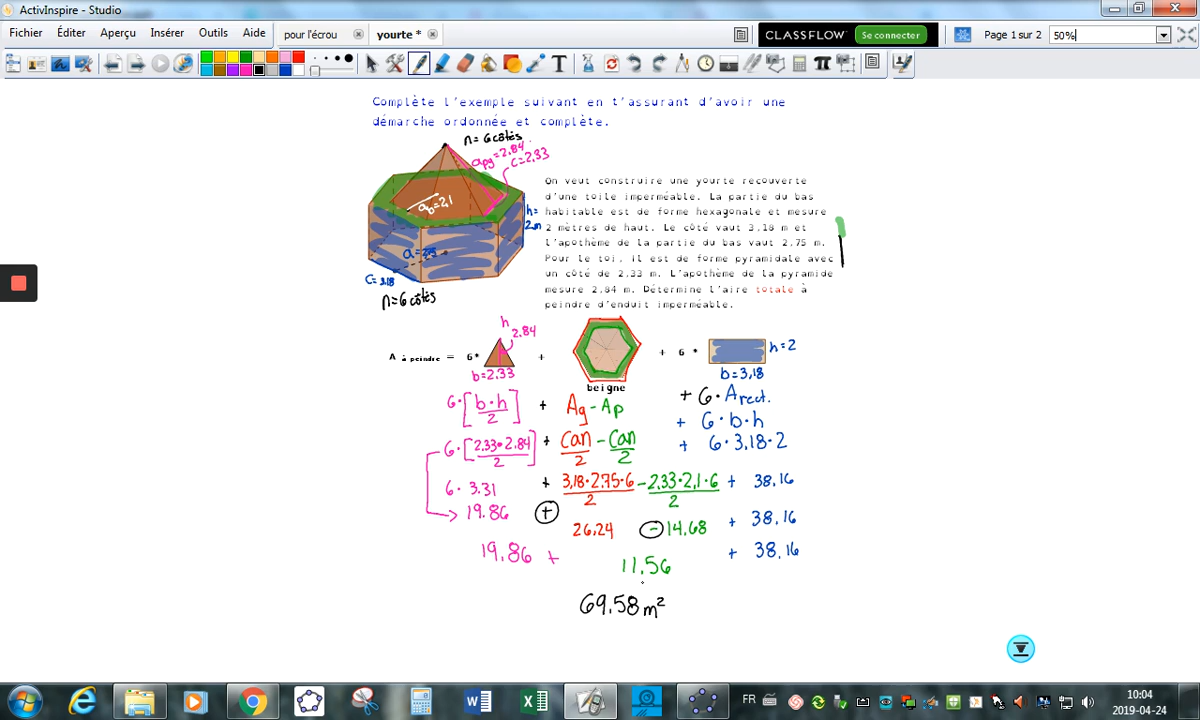 ActivInspire - Studio
Fichier Éditer Aperçu Insérer Outils Aide
pour l'écrou
yourte *
CLASSFLOW
Se connecter
Page 1 sur 2
50%
Complète l'exemple suivant en t'assurant d'avoir une
démarche ordonnée et complète.
n=6 côtés
apy=2.84
c=2.33
ab=2,1
h=
2m
c=3,18
n=6 côtés
On veut construire une yourte recouverte
d'une toile imperméable. La partie du bas
habitable est de forme hexagonale et mesure
2 mètres de haut. Le côté vaut 3,18 m et
l'apothème de la partie du bas vaut 2,75 m.
Pour le toi, il est de forme pyramidale avec
un côté de 2,33 m. L'apothème de la pyramide
mesure 2,84 m. Détermine l'aire totale à
peindre d'enduit imperméable.
h
2.84
A à peindre = 6* + + 6 *
h=2
b=2.33
b=3,18
beigne
6·[b·h/2] + Ag - Ap + 6·Arect.
+ 6·b·h
6·[2.33·2.84/2] + can/2 - can/2 + 6·3,18·2
6·3.31 + 3,18·2.75·6/2 - 2.33·2,1·6/2 + 38,16
19.86 + 26.24 - 14.68 + 38,16
19.86 + 11.56 + 38,16
69.58 m²
FR
10:04
2019-04-24